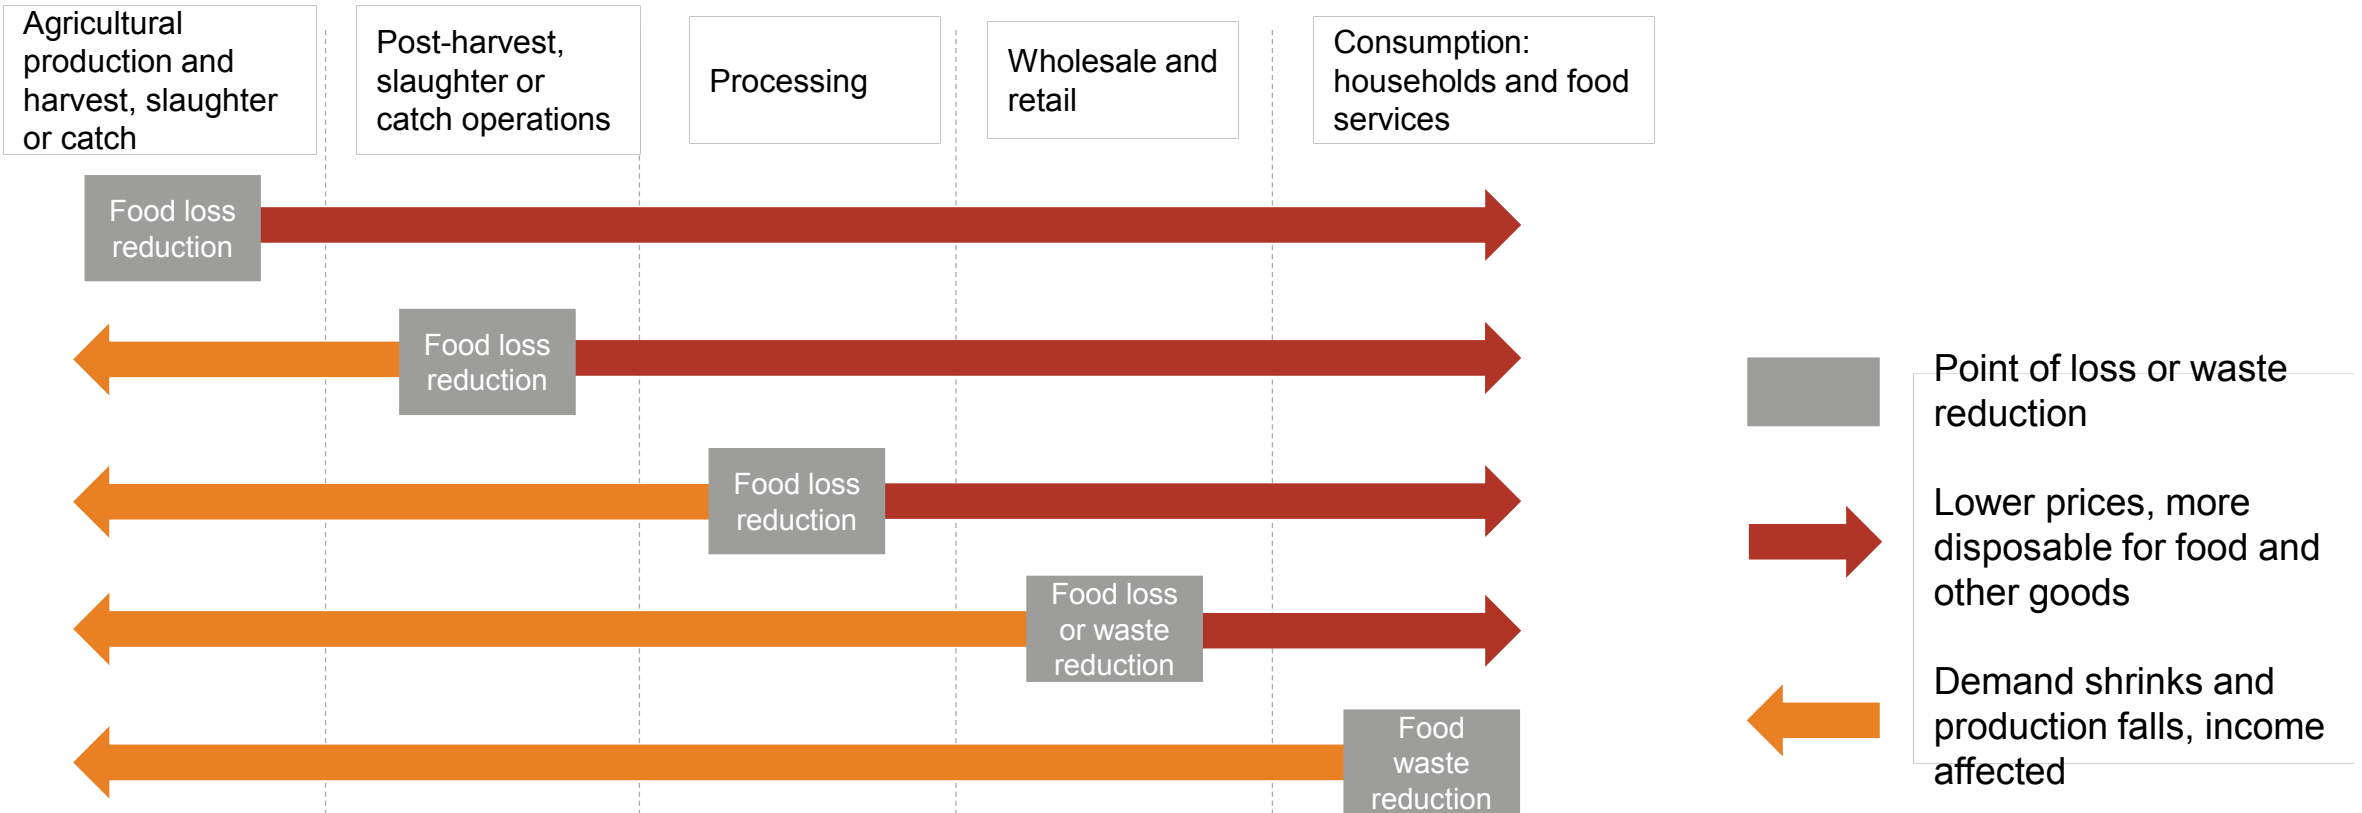 Agricultural
production and
harvest, slaughter
or catch
Post-harvest,
slaughter or
catch operations
Processing
Wholesale and
retail
Consumption:
households and food
services
Food loss
reduction
Food loss
reduction
Food loss
reduction
Food loss
or waste
reduction
Food
waste
reduction
Point of loss or waste
reduction
Lower prices, more
disposable for food and
other goods
Demand shrinks and
production falls, income
affected